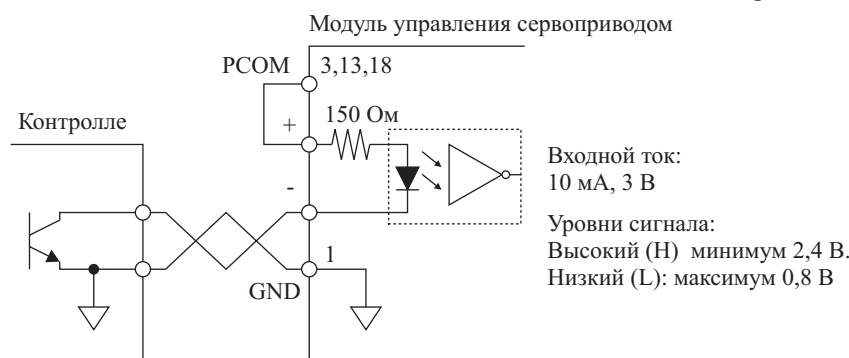 Модуль управления сервоприводом
PCOM
3,13,18
150 Ом
Контролле
+
-
1
GND
Входной ток:
10 мА, 3 В
Уровни сигнала:
Высокий (H) минимум 2,4 В.
Низкий (L): максимум 0,8 В